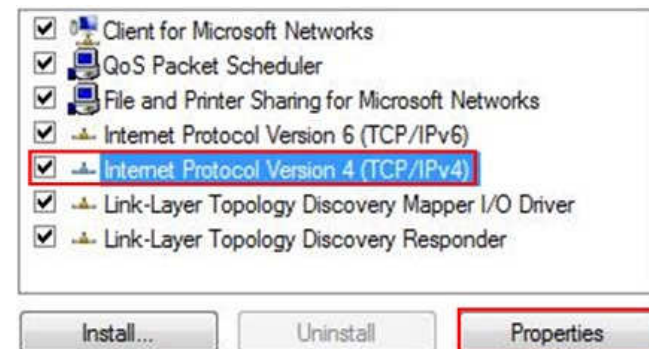 Client for Microsoft Networks
QoS Packet Scheduler
File and Printer Sharing for Microsoft Networks
Internet Protocol Version 6 (TCP/IPv6)
Internet Protocol Version 4 (TCP/IPv4)
Link-Layer Topology Discovery Mapper I/O Driver
Link-Layer Topology Discovery Responder
Install... Uninstall Properties